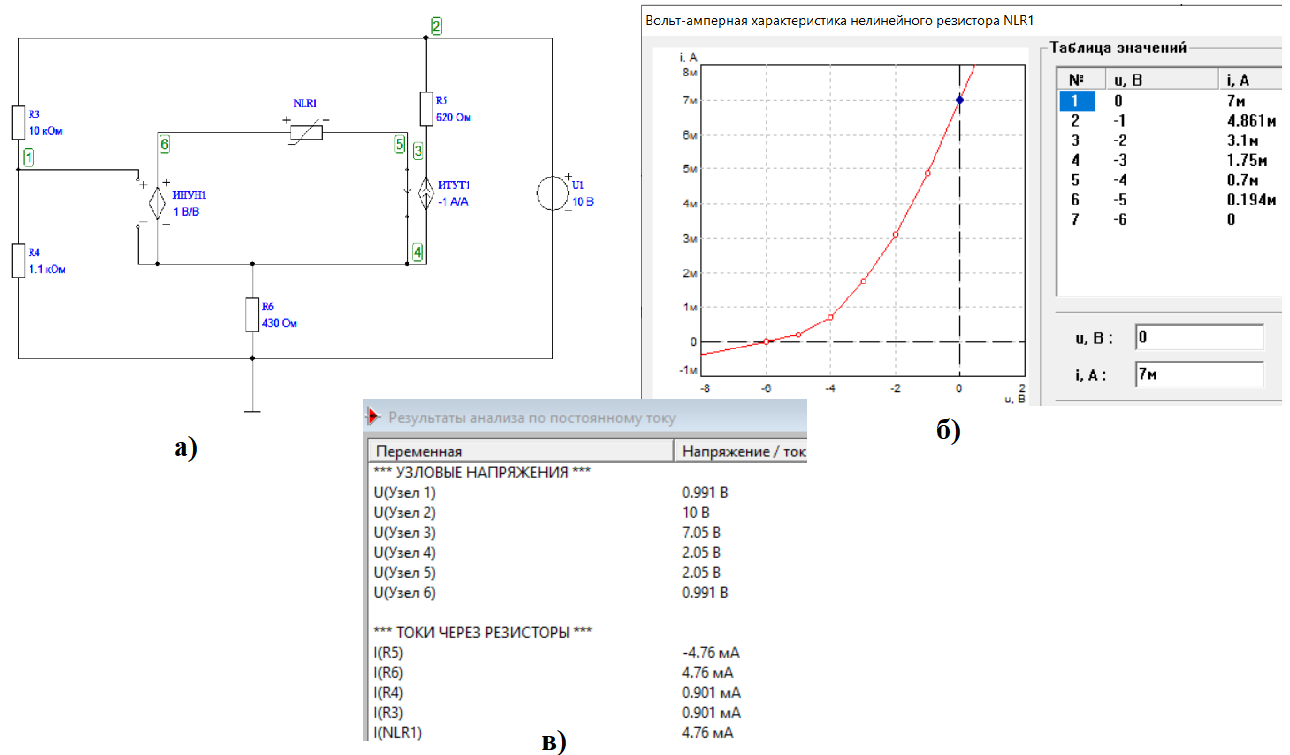 2
R3
10 кОм
1
R4
1.1 кОм
6
ИНУН1
1 В/В
NLR1
5
3
R5
620 Ом
ИТУТ1
-1 А/А
4
U1
10 В
R6
430 Ом
а)
Вольт-амперная характеристика нелинейного резистора NLR1
i, А
8м
7м
6м
5м
4м
3м
2м
1м
0
-1м
-8
-6
-4
-2
0
2
u, В
Таблица значений
№ u, В i, А
1 0 7м
2 -1 4.861м
3 -2 3.1м
4 -3 1.75м
5 -4 0.7м
6 -5 0.194м
7 -6 0
u, В : 0
i, А : 7м
б)
Результаты анализа по постоянному току
Переменная Напряжение / ток
*** УЗЛОВЫЕ НАПРЯЖЕНИЯ ***
U(Узел 1) 0.991 В
U(Узел 2) 10 В
U(Узел 3) 7.05 В
U(Узел 4) 2.05 В
U(Узел 5) 2.05 В
U(Узел 6) 0.991 В
*** ТОКИ ЧЕРЕЗ РЕЗИСТОРЫ ***
I(R5) -4.76 мА
I(R6) 4.76 мА
I(R4) 0.901 мА
I(R3) 0.901 мА
I(NLR1) 4.76 мА
в)